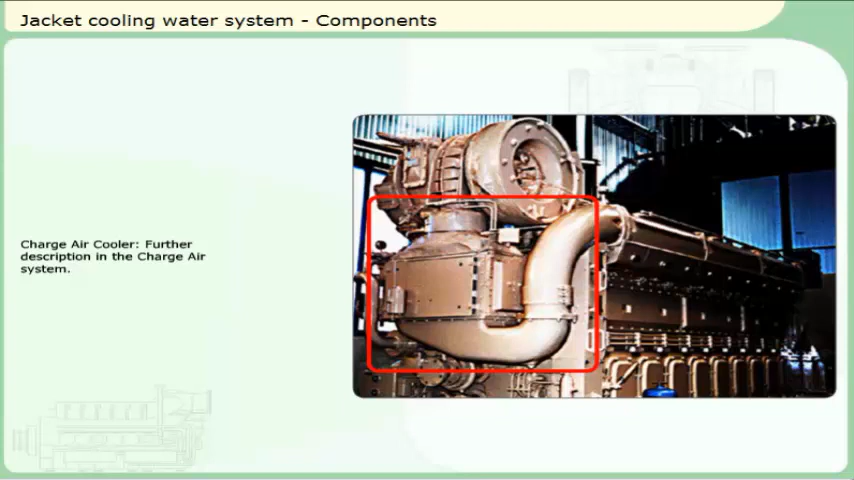 Jacket cooling water system - Components
Charge Air Cooler: Further
description in the Charge Air
system.